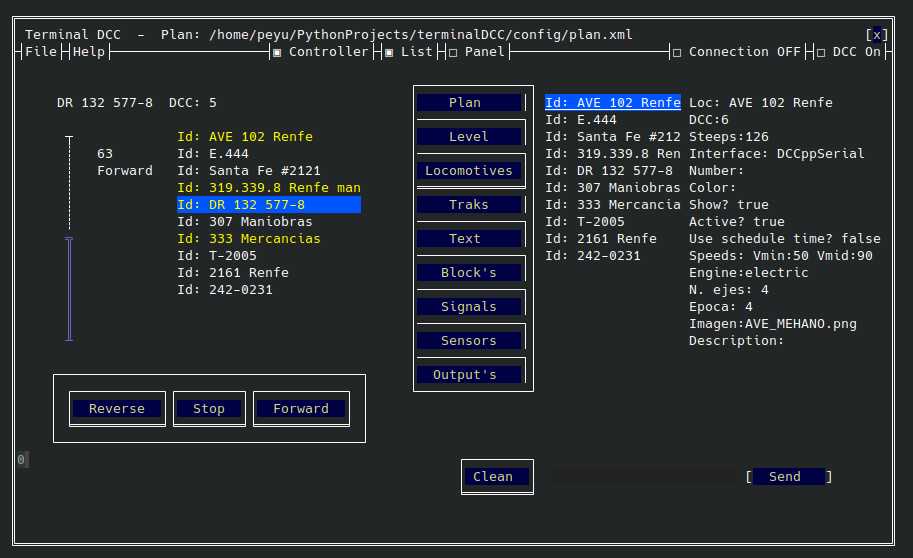 Terminal DCC - Plan: /home/peyu/PythonProjects/terminalDCC/config/plan.xml [x]
File Help ▣ Controller ▣ List □ Panel □ Connection OFF □ DCC On
DR 132 577-8 DCC: 5
63
Forward
Id: AVE 102 Renfe
Id: E.444
Id: Santa Fe #2121
Id: 319.339.8 Renfe man
Id: DR 132 577-8
Id: 307 Maniobras
Id: 333 Mercancias
Id: T-2005
Id: 2161 Renfe
Id: 242-0231
Reverse Stop Forward
0
Plan
Level
Locomotives
Traks
Text
Block's
Signals
Sensors
Output's
Id: AVE 102 Renfe
Id: E.444
Id: Santa Fe #212
Id: 319.339.8 Ren
Id: DR 132 577-8
Id: 307 Maniobras
Id: 333 Mercancia
Id: T-2005
Id: 2161 Renfe
Id: 242-0231
Loc: AVE 102 Renfe
DCC:6
Steeps:126
Interface: DCCppSerial
Number:
Color:
Show? true
Active? true
Use schedule time? false
Speeds: Vmin:50 Vmid:90
Engine:electric
N. ejes: 4
Epoca: 4
Imagen:AVE_MEHANO.png
Description:
Clean [ Send ]